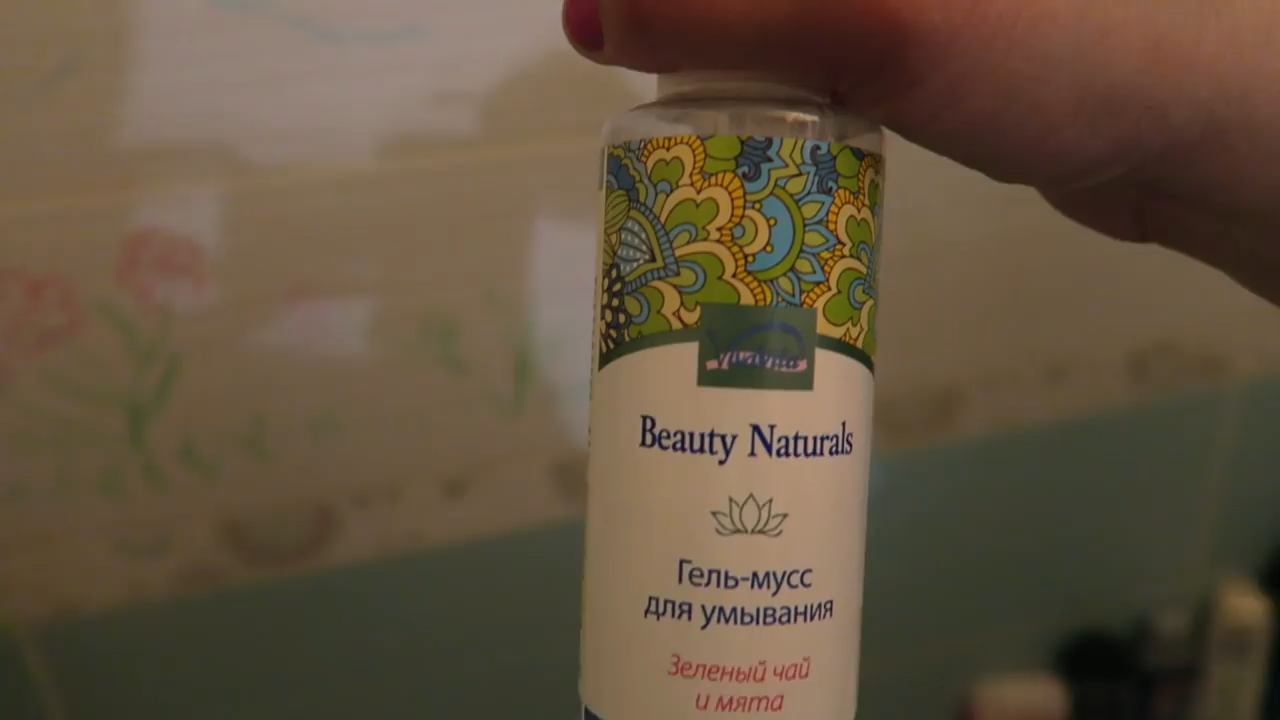 Beauty Naturals
Гель-мусс
для умывания
Зеленый чай
и мята